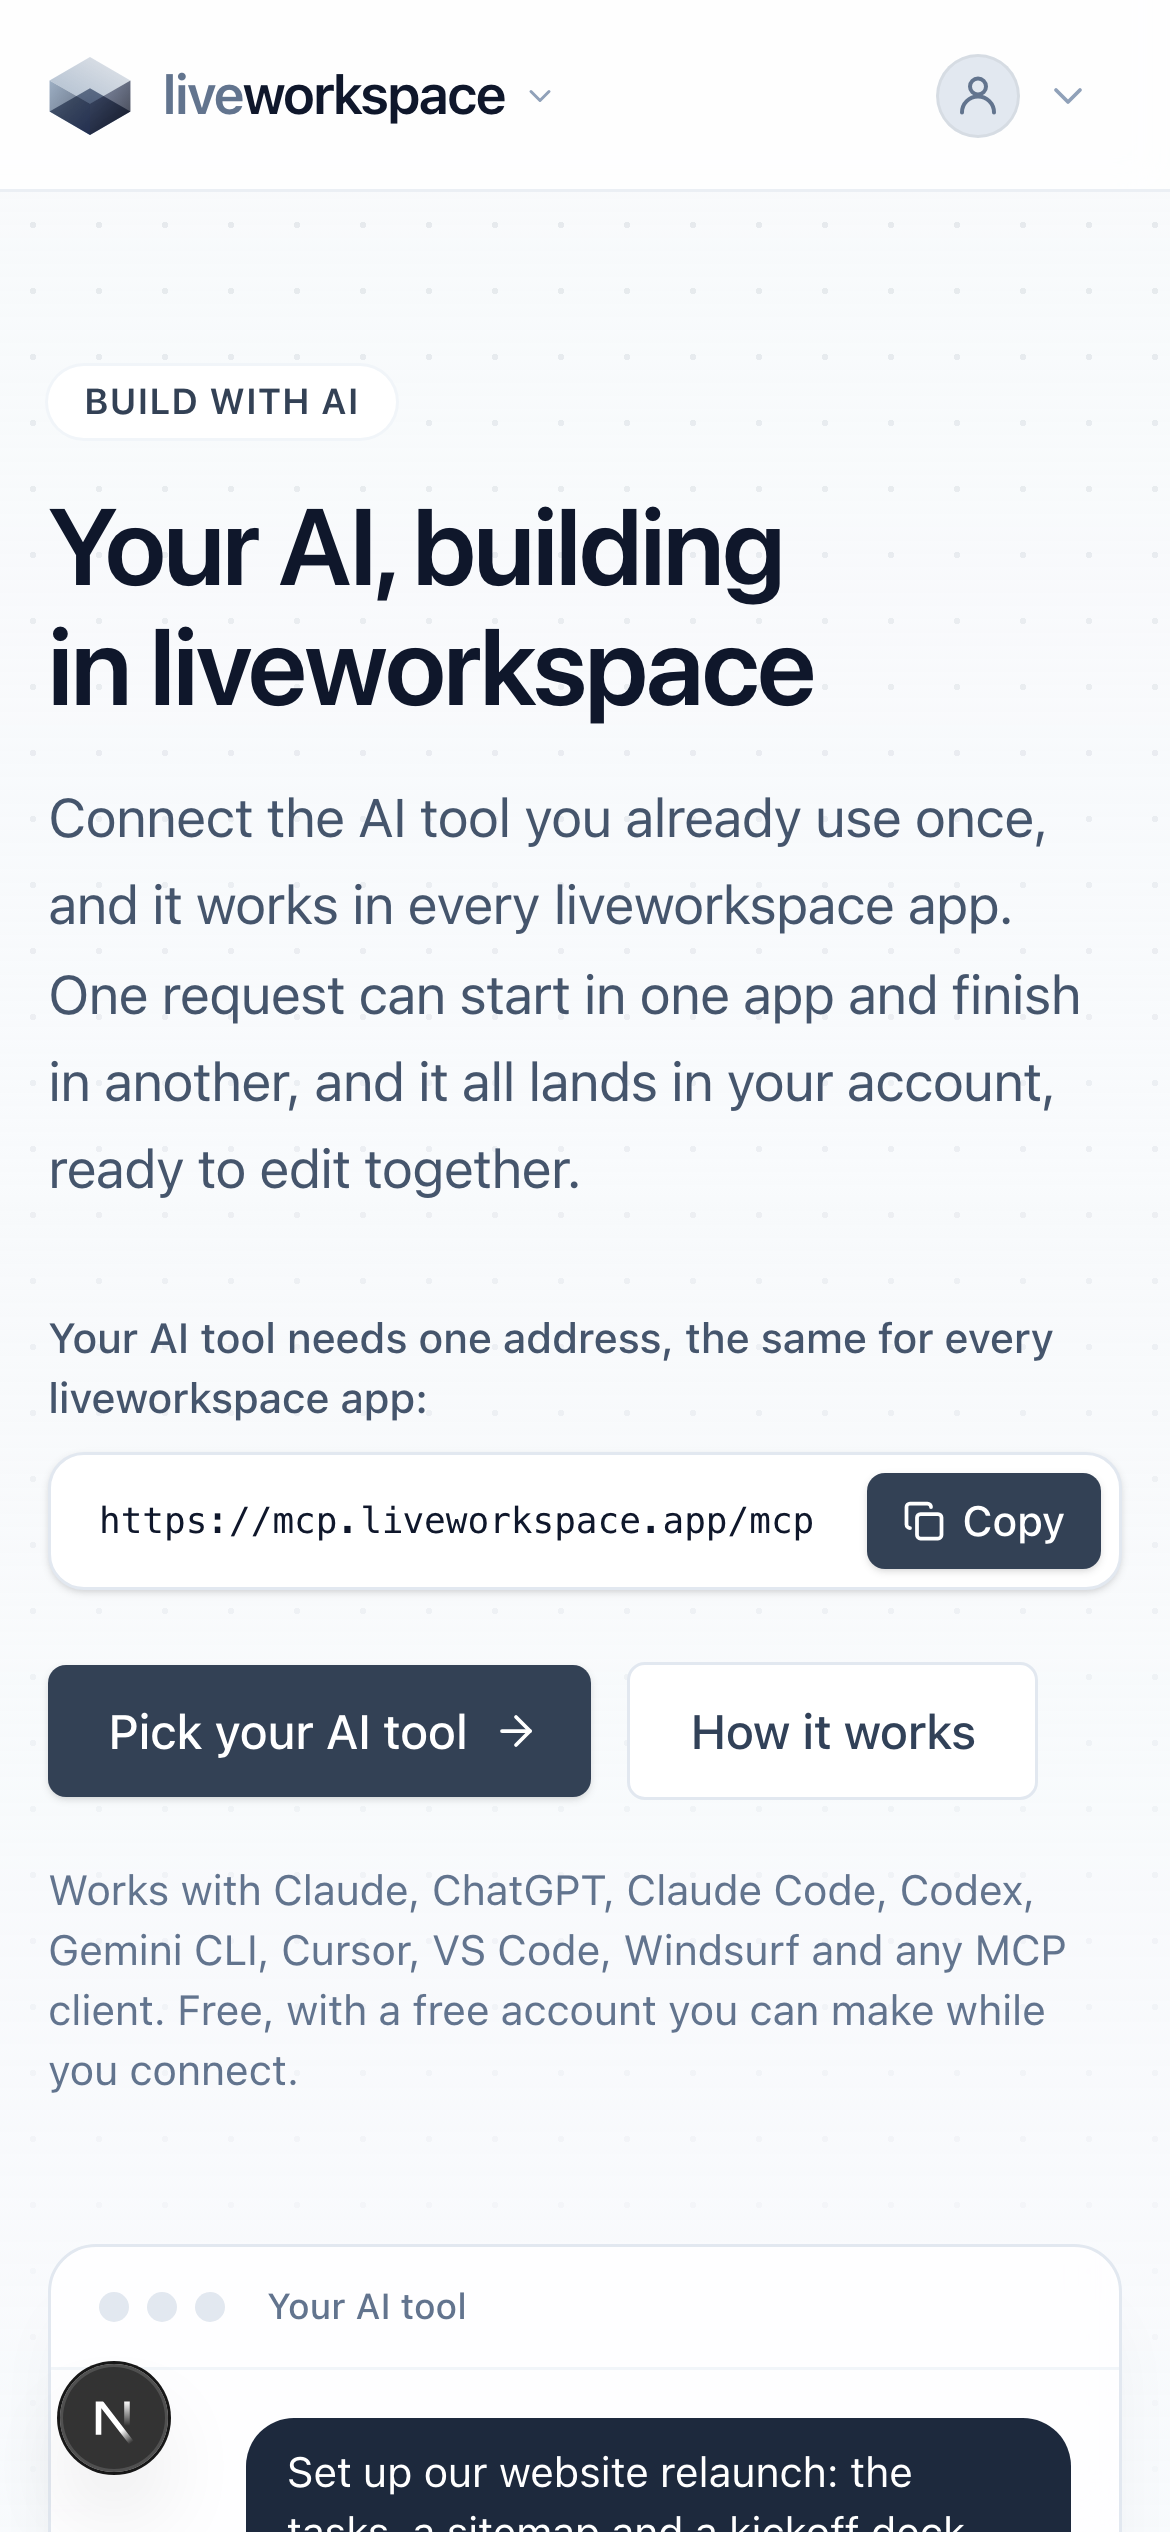 liveworkspace
BUILD WITH AI
Your AI, building
in liveworkspace
Connect the AI tool you already use once,
and it works in every liveworkspace app.
One request can start in one app and finish
in another, and it all lands in your account,
ready to edit together.
Your AI tool needs one address, the same for every
liveworkspace app:
https://mcp.liveworkspace.app/mcp
Copy
Pick your AI tool →
How it works
Works with Claude, ChatGPT, Claude Code, Codex,
Gemini CLI, Cursor, VS Code, Windsurf and any MCP
client. Free, with a free account you can make while
you connect.
Your AI tool
N
Set up our website relaunch: the
tasks, a sitemap and a kickoff deck